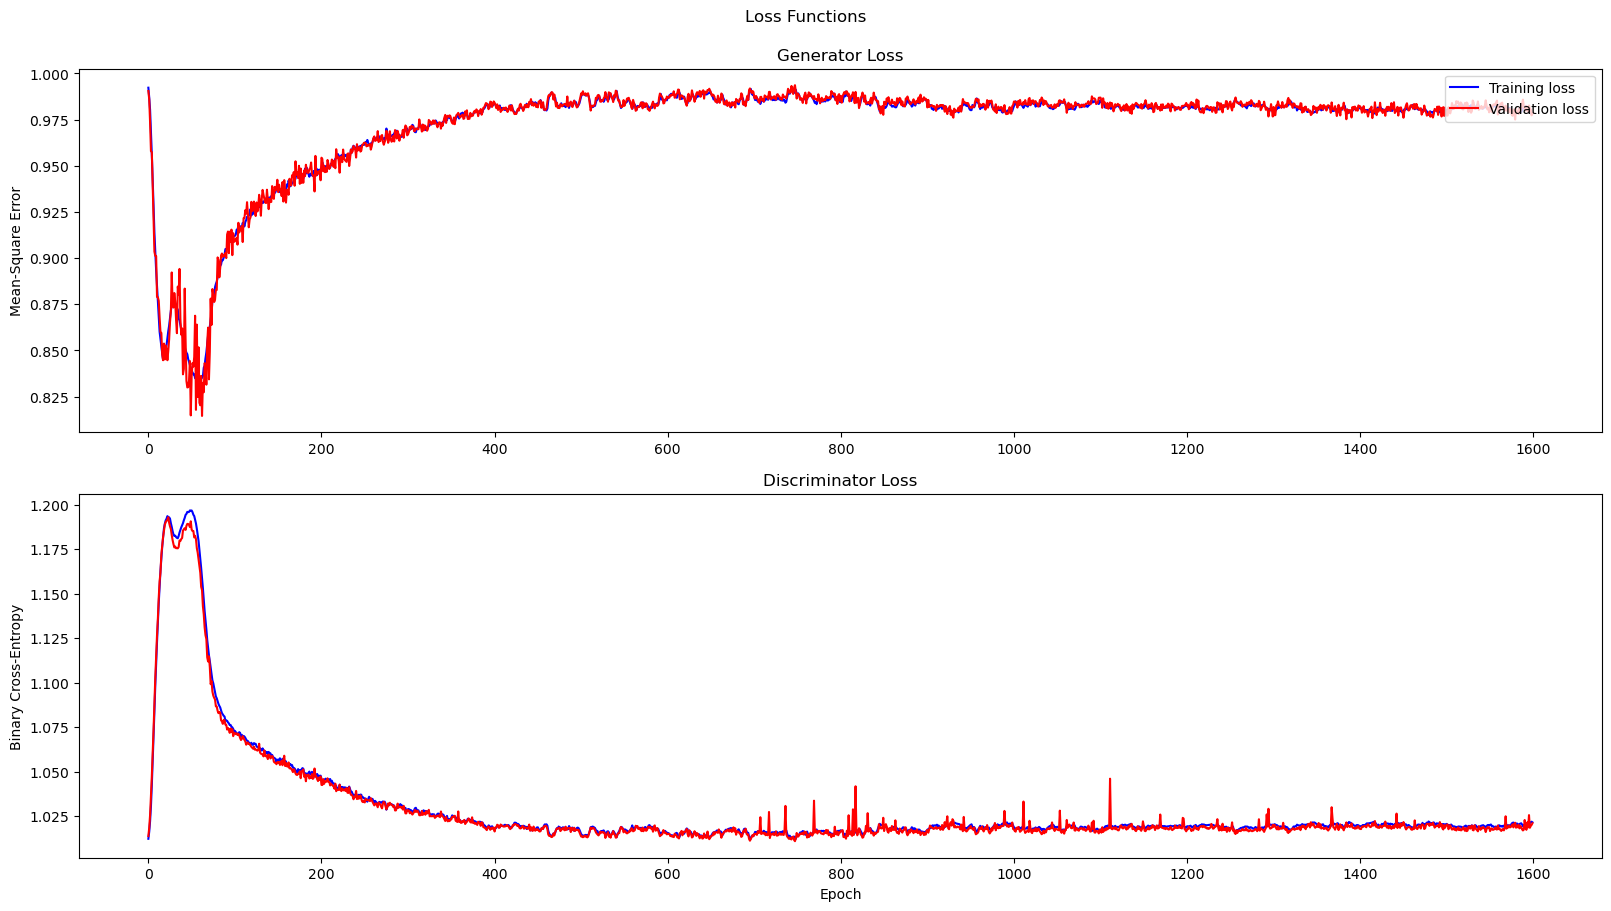 Loss Functions
Generator Loss
Mean-Square Error
1.000
0.975
0.950
0.925
0.900
0.875
0.850
0.825
Training loss
Validation loss
0 200 400 600 800 1000 1200 1400 1600
Discriminator Loss
Binary Cross-Entropy
1.200
1.175
1.150
1.125
1.100
1.075
1.050
1.025
0 200 400 600 800 1000 1200 1400 1600
Epoch